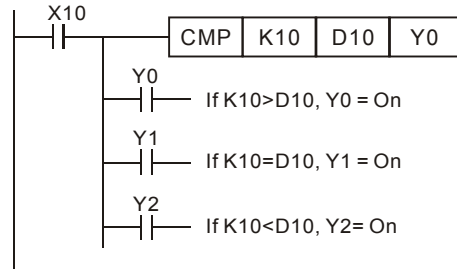 X10
CMP K10 D10 Y0
Y0
If K10>D10, Y0 = On
Y1
If K10=D10, Y1 = On
Y2
If K10<D10, Y2= On